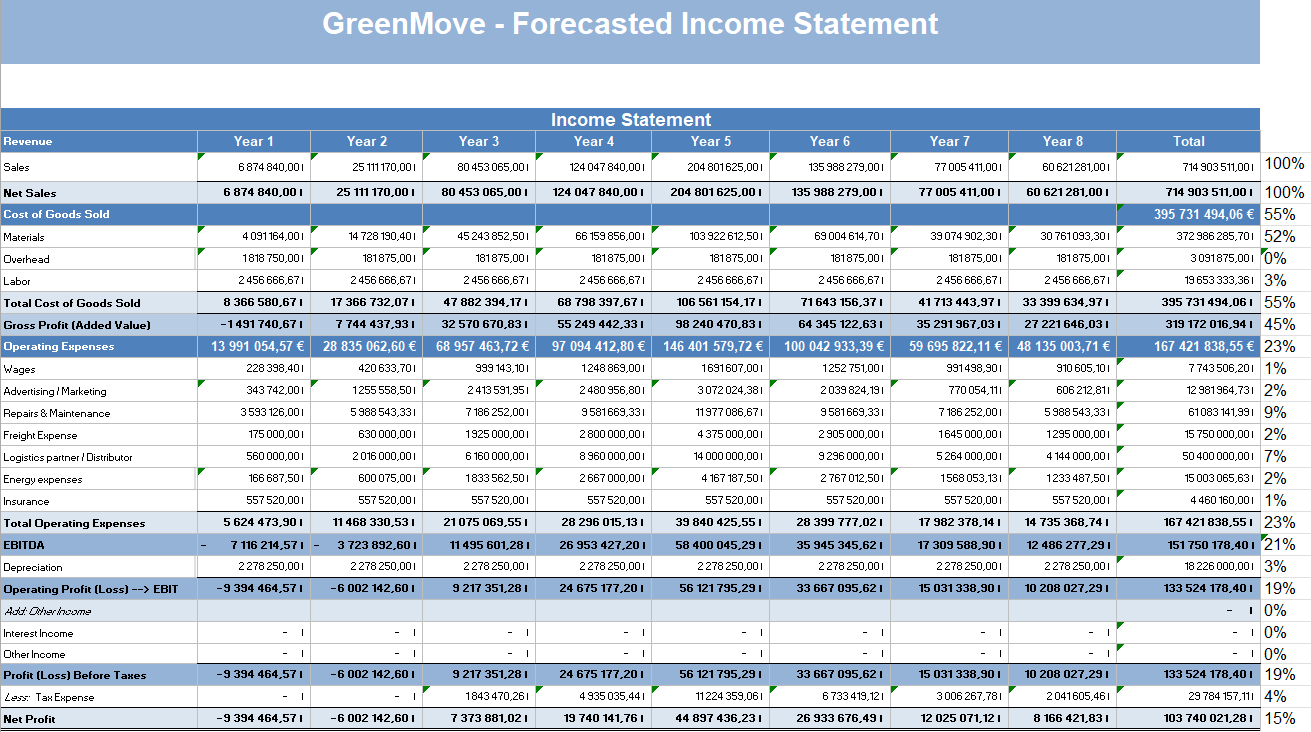 GreenMove - Forecasted Income Statement
Income Statement
Revenue Year 1 Year 2 Year 3 Year 4 Year 5 Year 6 Year 7 Year 8 Total
Sales 6 874 840,00 ı 25 111 170,00 ı 80 453 065,00 ı 124 047 840,00 ı 204 801 625,00 ı 135 988 279,00 ı 77 005 411,00 ı 60 621 281,00 ı 714 903 511,00 ı 100%
Net Sales 6 874 840,00 ı 25 111 170,00 ı 80 453 065,00 ı 124 047 840,00 ı 204 801 625,00 ı 135 988 279,00 ı 77 005 411,00 ı 60 621 281,00 ı 714 903 511,00 ı 100%
Cost of Goods Sold 395 731 494,06 € 55%
Materials 4 091 164,00 ı 14 728 190,40 ı 45 243 852,50 ı 66 159 856,00 ı 103 922 612,50 ı 69 004 614,70 ı 39 074 902,30 ı 30 761 093,30 ı 372 986 285,70 ı 52%
Overhead 1 818 750,00 ı 181 875,00 ı 181 875,00 ı 181 875,00 ı 181 875,00 ı 181 875,00 ı 181 875,00 ı 181 875,00 ı 3 091 875,00 ı 0%
Labor 2 456 666,67 ı 2 456 666,67 ı 2 456 666,67 ı 2 456 666,67 ı 2 456 666,67 ı 2 456 666,67 ı 2 456 666,67 ı 2 456 666,67 ı 19 653 333,36 ı 3%
Total Cost of Goods Sold 8 366 580,67 ı 17 366 732,07 ı 47 882 394,17 ı 68 798 397,67 ı 106 561 154,17 ı 71 643 156,37 ı 41 713 443,97 ı 33 399 634,97 ı 395 731 494,06 ı 55%
Gross Profit (Added Value) -1 491 740,67 ı 7 744 437,93 ı 32 570 670,83 ı 55 249 442,33 ı 98 240 470,83 ı 64 345 122,63 ı 35 291 967,03 ı 27 221 646,03 ı 319 172 016,94 ı 45%
Operating Expenses 13 991 054,57 € 28 835 062,60 € 68 957 463,72 € 97 094 412,80 € 146 401 579,72 € 100 042 933,39 € 59 695 822,11 € 48 135 003,71 € 167 421 838,55 € 23%
Wages 228 398,40 ı 420 633,70 ı 999 143,10 ı 1 248 869,00 ı 1 691 607,00 ı 1 252 751,00 ı 991 498,90 ı 910 605,10 ı 7 743 506,20 ı 1%
Advertising / Marketing 343 742,00 ı 1 255 558,50 ı 2 413 591,95 ı 2 480 956,80 ı 3 072 024,38 ı 2 039 824,19 ı 770 054,11 ı 606 212,81 ı 12 981 964,73 ı 2%
Repairs & Maintenance 3 593 126,00 ı 5 988 543,33 ı 7 186 252,00 ı 9 581 669,33 ı 11 977 086,67 ı 9 581 669,33 ı 7 186 252,00 ı 5 988 543,33 ı 61 083 141,99 ı 9%
Freight Expense 175 000,00 ı 630 000,00 ı 1 925 000,00 ı 2 800 000,00 ı 4 375 000,00 ı 2 905 000,00 ı 1 645 000,00 ı 1 295 000,00 ı 15 750 000,00 ı 2%
Logistics partner / Distributor 560 000,00 ı 2 016 000,00 ı 6 160 000,00 ı 8 960 000,00 ı 14 000 000,00 ı 9 296 000,00 ı 5 264 000,00 ı 4 144 000,00 ı 50 400 000,00 ı 7%
Energy expenses 166 687,50 ı 600 075,00 ı 1 833 562,50 ı 2 667 000,00 ı 4 167 187,50 ı 2 767 012,50 ı 1 568 053,13 ı 1 233 487,50 ı 15 003 065,63 ı 2%
Insurance 557 520,00 ı 557 520,00 ı 557 520,00 ı 557 520,00 ı 557 520,00 ı 557 520,00 ı 557 520,00 ı 557 520,00 ı 4 460 160,00 ı 1%
Total Operating Expenses 5 624 473,90 ı 11 468 330,53 ı 21 075 069,55 ı 28 296 015,13 ı 39 840 425,55 ı 28 399 777,02 ı 17 982 378,14 ı 14 735 368,74 ı 167 421 838,55 ı 23%
EBITDA - 7 116 214,57 ı - 3 723 892,60 ı 11 495 601,28 ı 26 953 427,20 ı 58 400 045,29 ı 35 945 345,62 ı 17 309 588,90 ı 12 486 277,29 ı 151 750 178,40 ı 21%
Depreciation 2 278 250,00 ı 2 278 250,00 ı 2 278 250,00 ı 2 278 250,00 ı 2 278 250,00 ı 2 278 250,00 ı 2 278 250,00 ı 2 278 250,00 ı 18 226 000,00 ı 3%
Operating Profit (Loss) --> EBIT -9 394 464,57 ı -6 002 142,60 ı 9 217 351,28 ı 24 675 177,20 ı 56 121 795,29 ı 33 667 095,62 ı 15 031 338,90 ı 10 208 027,29 ı 133 524 178,40 ı 19%
Add: Other Income - ı 0%
Interest Income - ı - ı - ı - ı - ı - ı - ı - ı - ı 0%
Other Income - ı - ı - ı - ı - ı - ı - ı - ı - ı 0%
Profit (Loss) Before Taxes -9 394 464,57 ı -6 002 142,60 ı 9 217 351,28 ı 24 675 177,20 ı 56 121 795,29 ı 33 667 095,62 ı 15 031 338,90 ı 10 208 027,29 ı 133 524 178,40 ı 19%
Less: Tax Expense - ı - ı 1 843 470,26 ı 4 935 035,44 ı 11 224 359,06 ı 6 733 419,12 ı 3 006 267,78 ı 2 041 605,46 ı 29 784 157,11 ı 4%
Net Profit -9 394 464,57 ı -6 002 142,60 ı 7 373 881,02 ı 19 740 141,76 ı 44 897 436,23 ı 26 933 676,49 ı 12 025 071,12 ı 8 166 421,83 ı 103 740 021,28 ı 15%